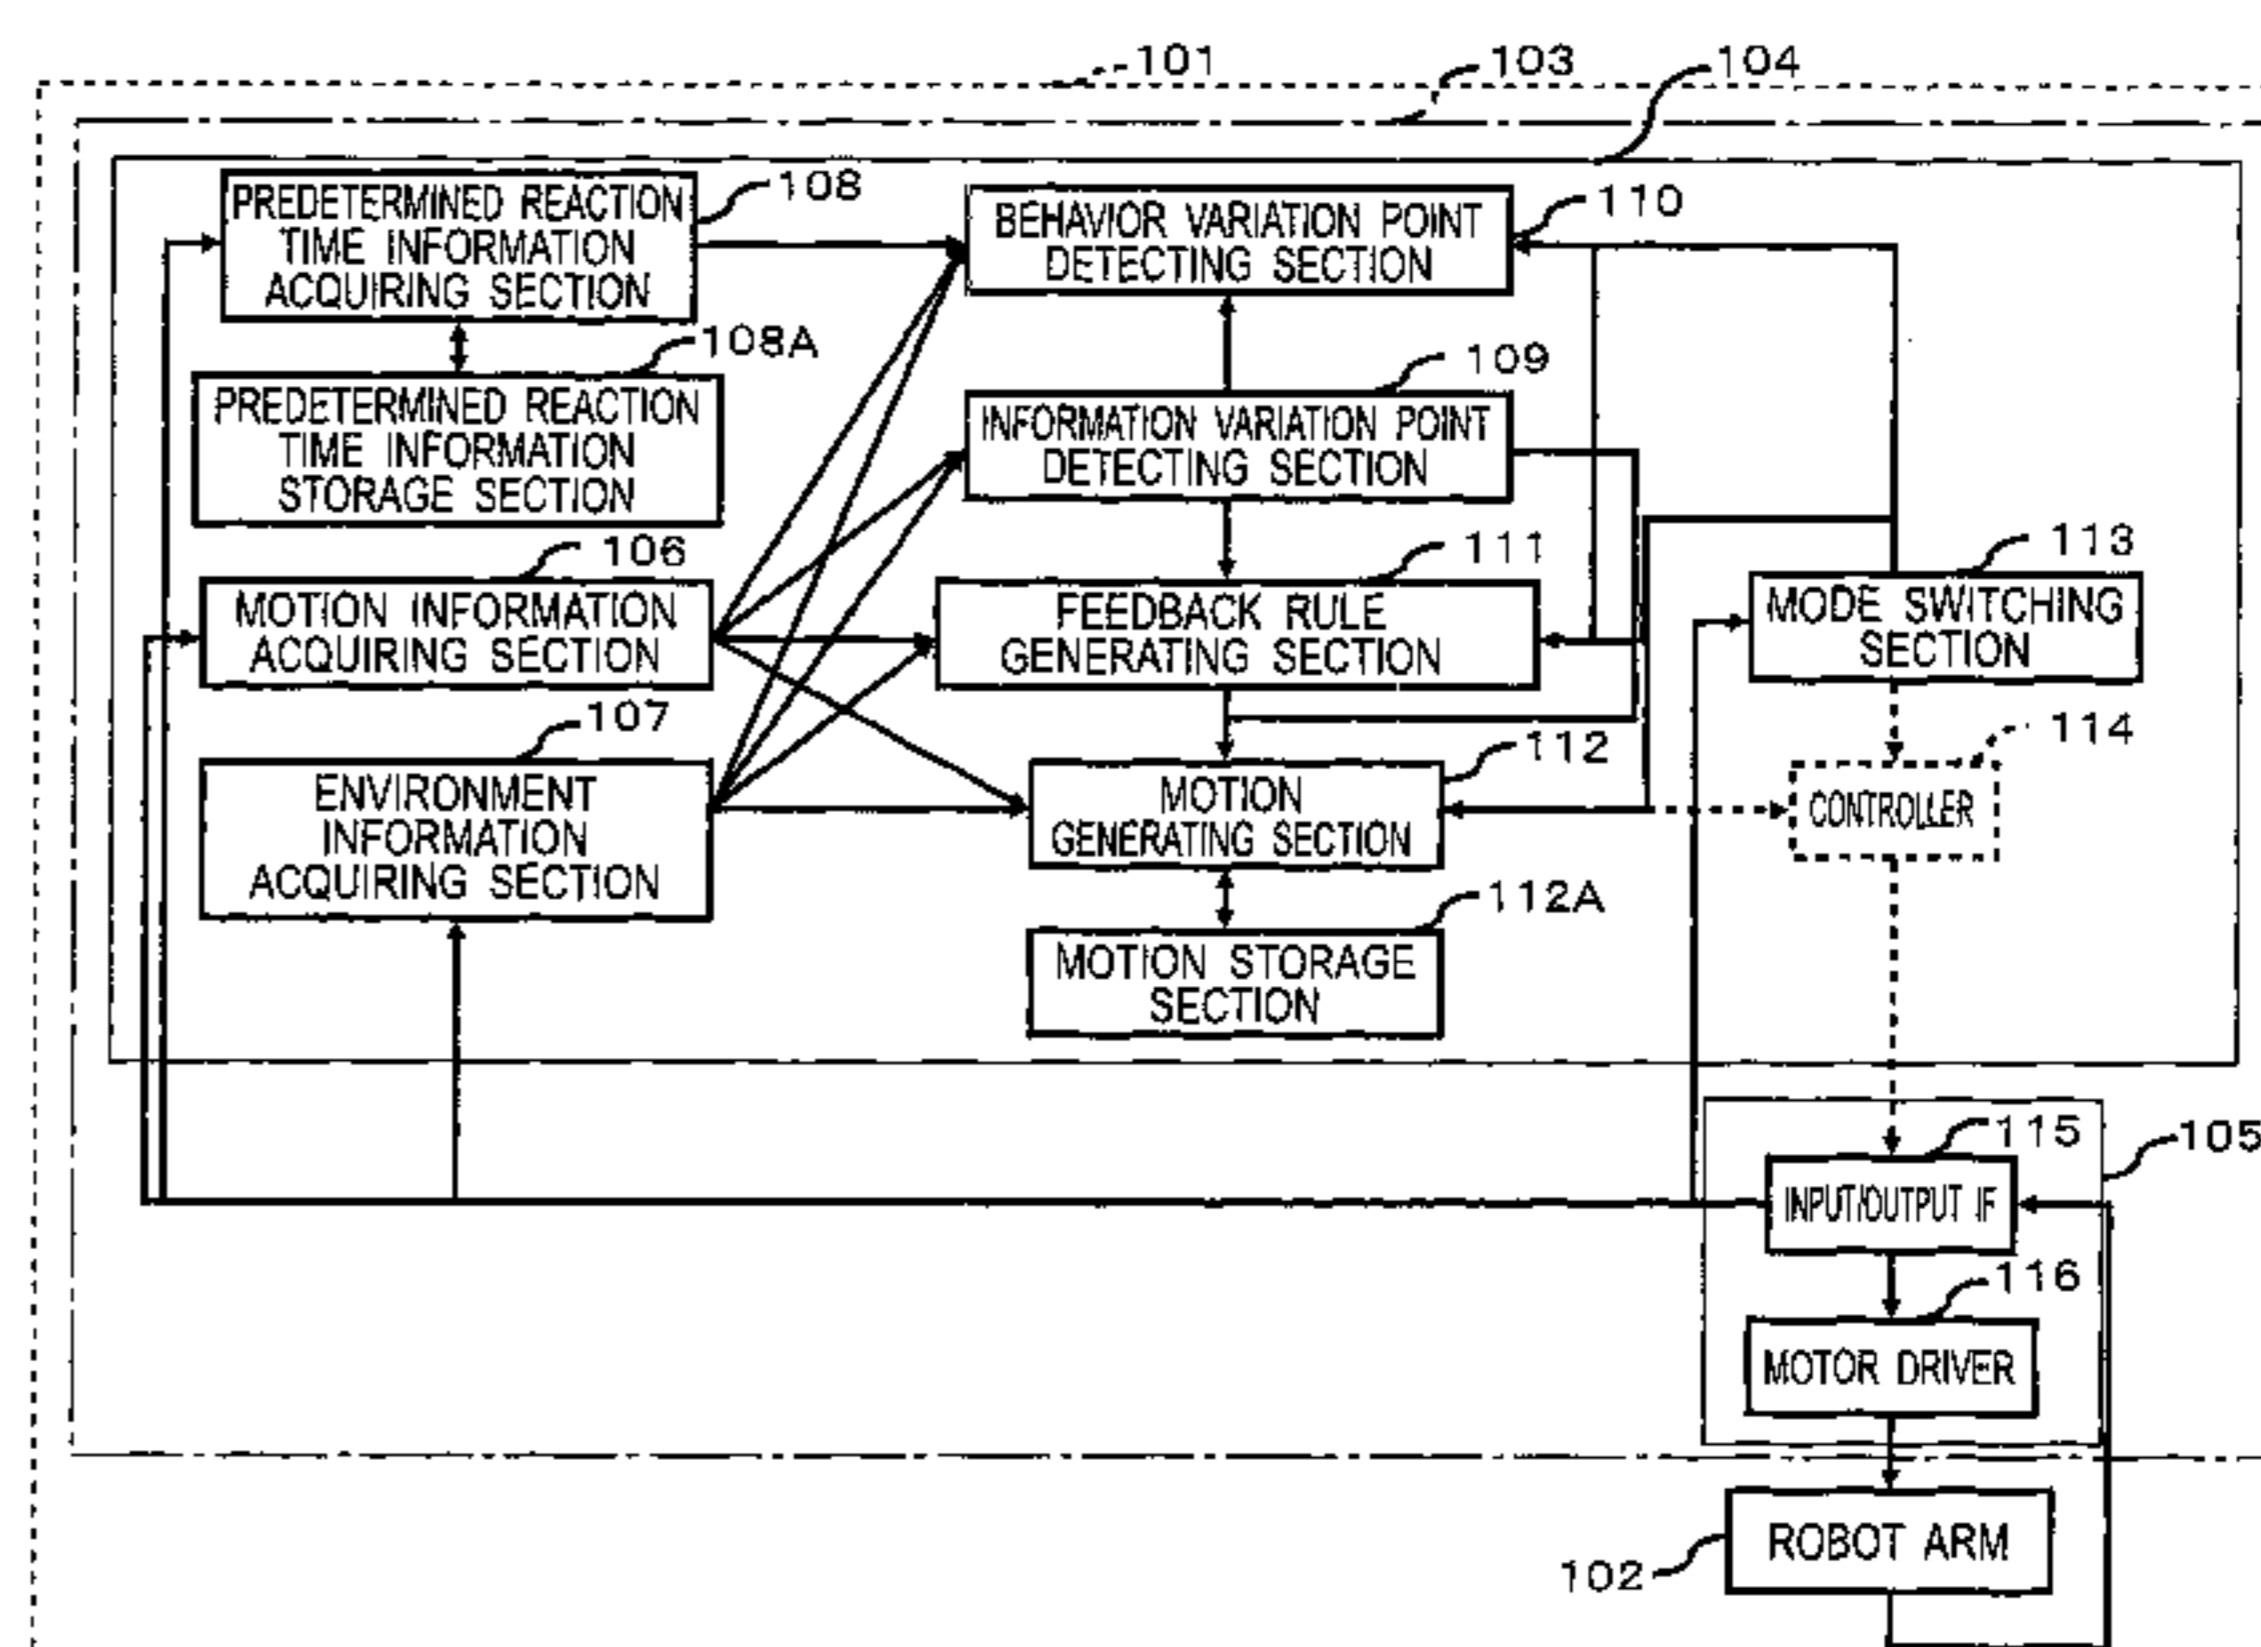 101
103
104
PREDETERMINED REACTION
TIME INFORMATION
ACQUIRING SECTION
108
BEHAVIOR VARIATION POINT
DETECTING SECTION
110
108A
PREDETERMINED REACTION
TIME INFORMATION
STORAGE SECTION
109
INFORMATION VARIATION POINT
DETECTING SECTION
106
MOTION INFORMATION
ACQUIRING SECTION
111
FEEDBACK RULE
GENERATING SECTION
113
MODE SWITCHING
SECTION
107
ENVIRONMENT
INFORMATION
ACQUIRING SECTION
112
MOTION
GENERATING SECTION
114
CONTROLLER
112A
MOTION STORAGE
SECTION
105
115
INPUT/OUTPUT IF
116
MOTOR DRIVER
ROBOT ARM
102